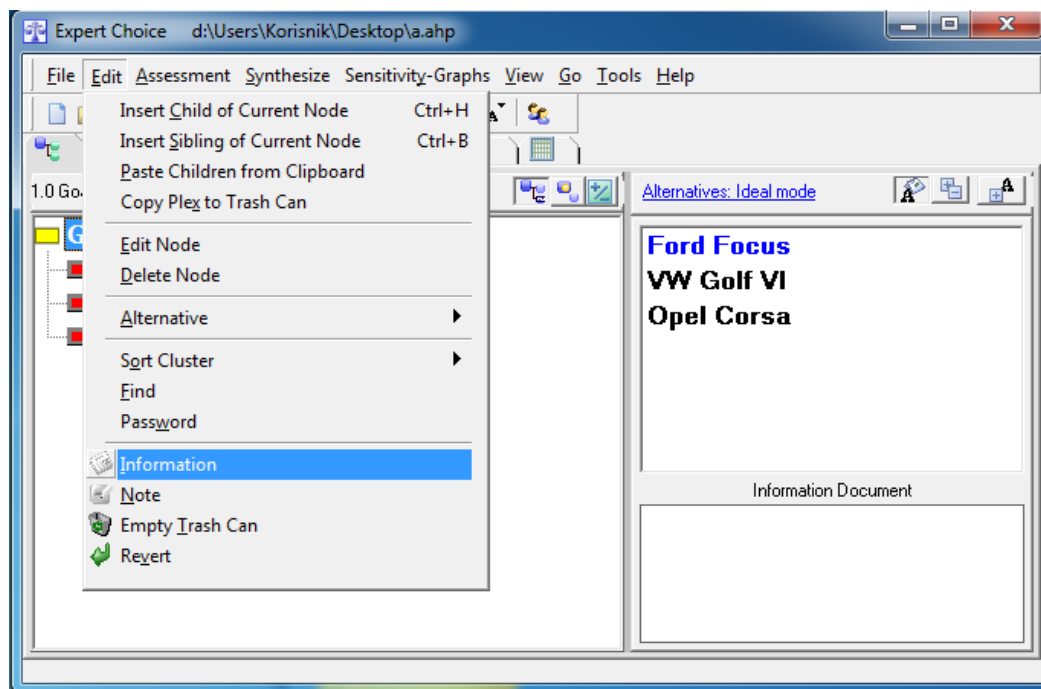 Expert Choice d:\Users\Korisnik\Desktop\a.ahp
File Edit Assessment Synthesize Sensitivity-Graphs View Go Tools Help
Insert Child of Current Node Ctrl+H
Insert Sibling of Current Node Ctrl+B
Paste Children from Clipboard
Copy Plex to Trash Can
Edit Node
Delete Node
Alternative
Sort Cluster
Find
Password
Information
Note
Empty Trash Can
Revert
1.0 Goa
Alternatives: Ideal mode
Ford Focus
VW Golf VI
Opel Corsa
Information Document